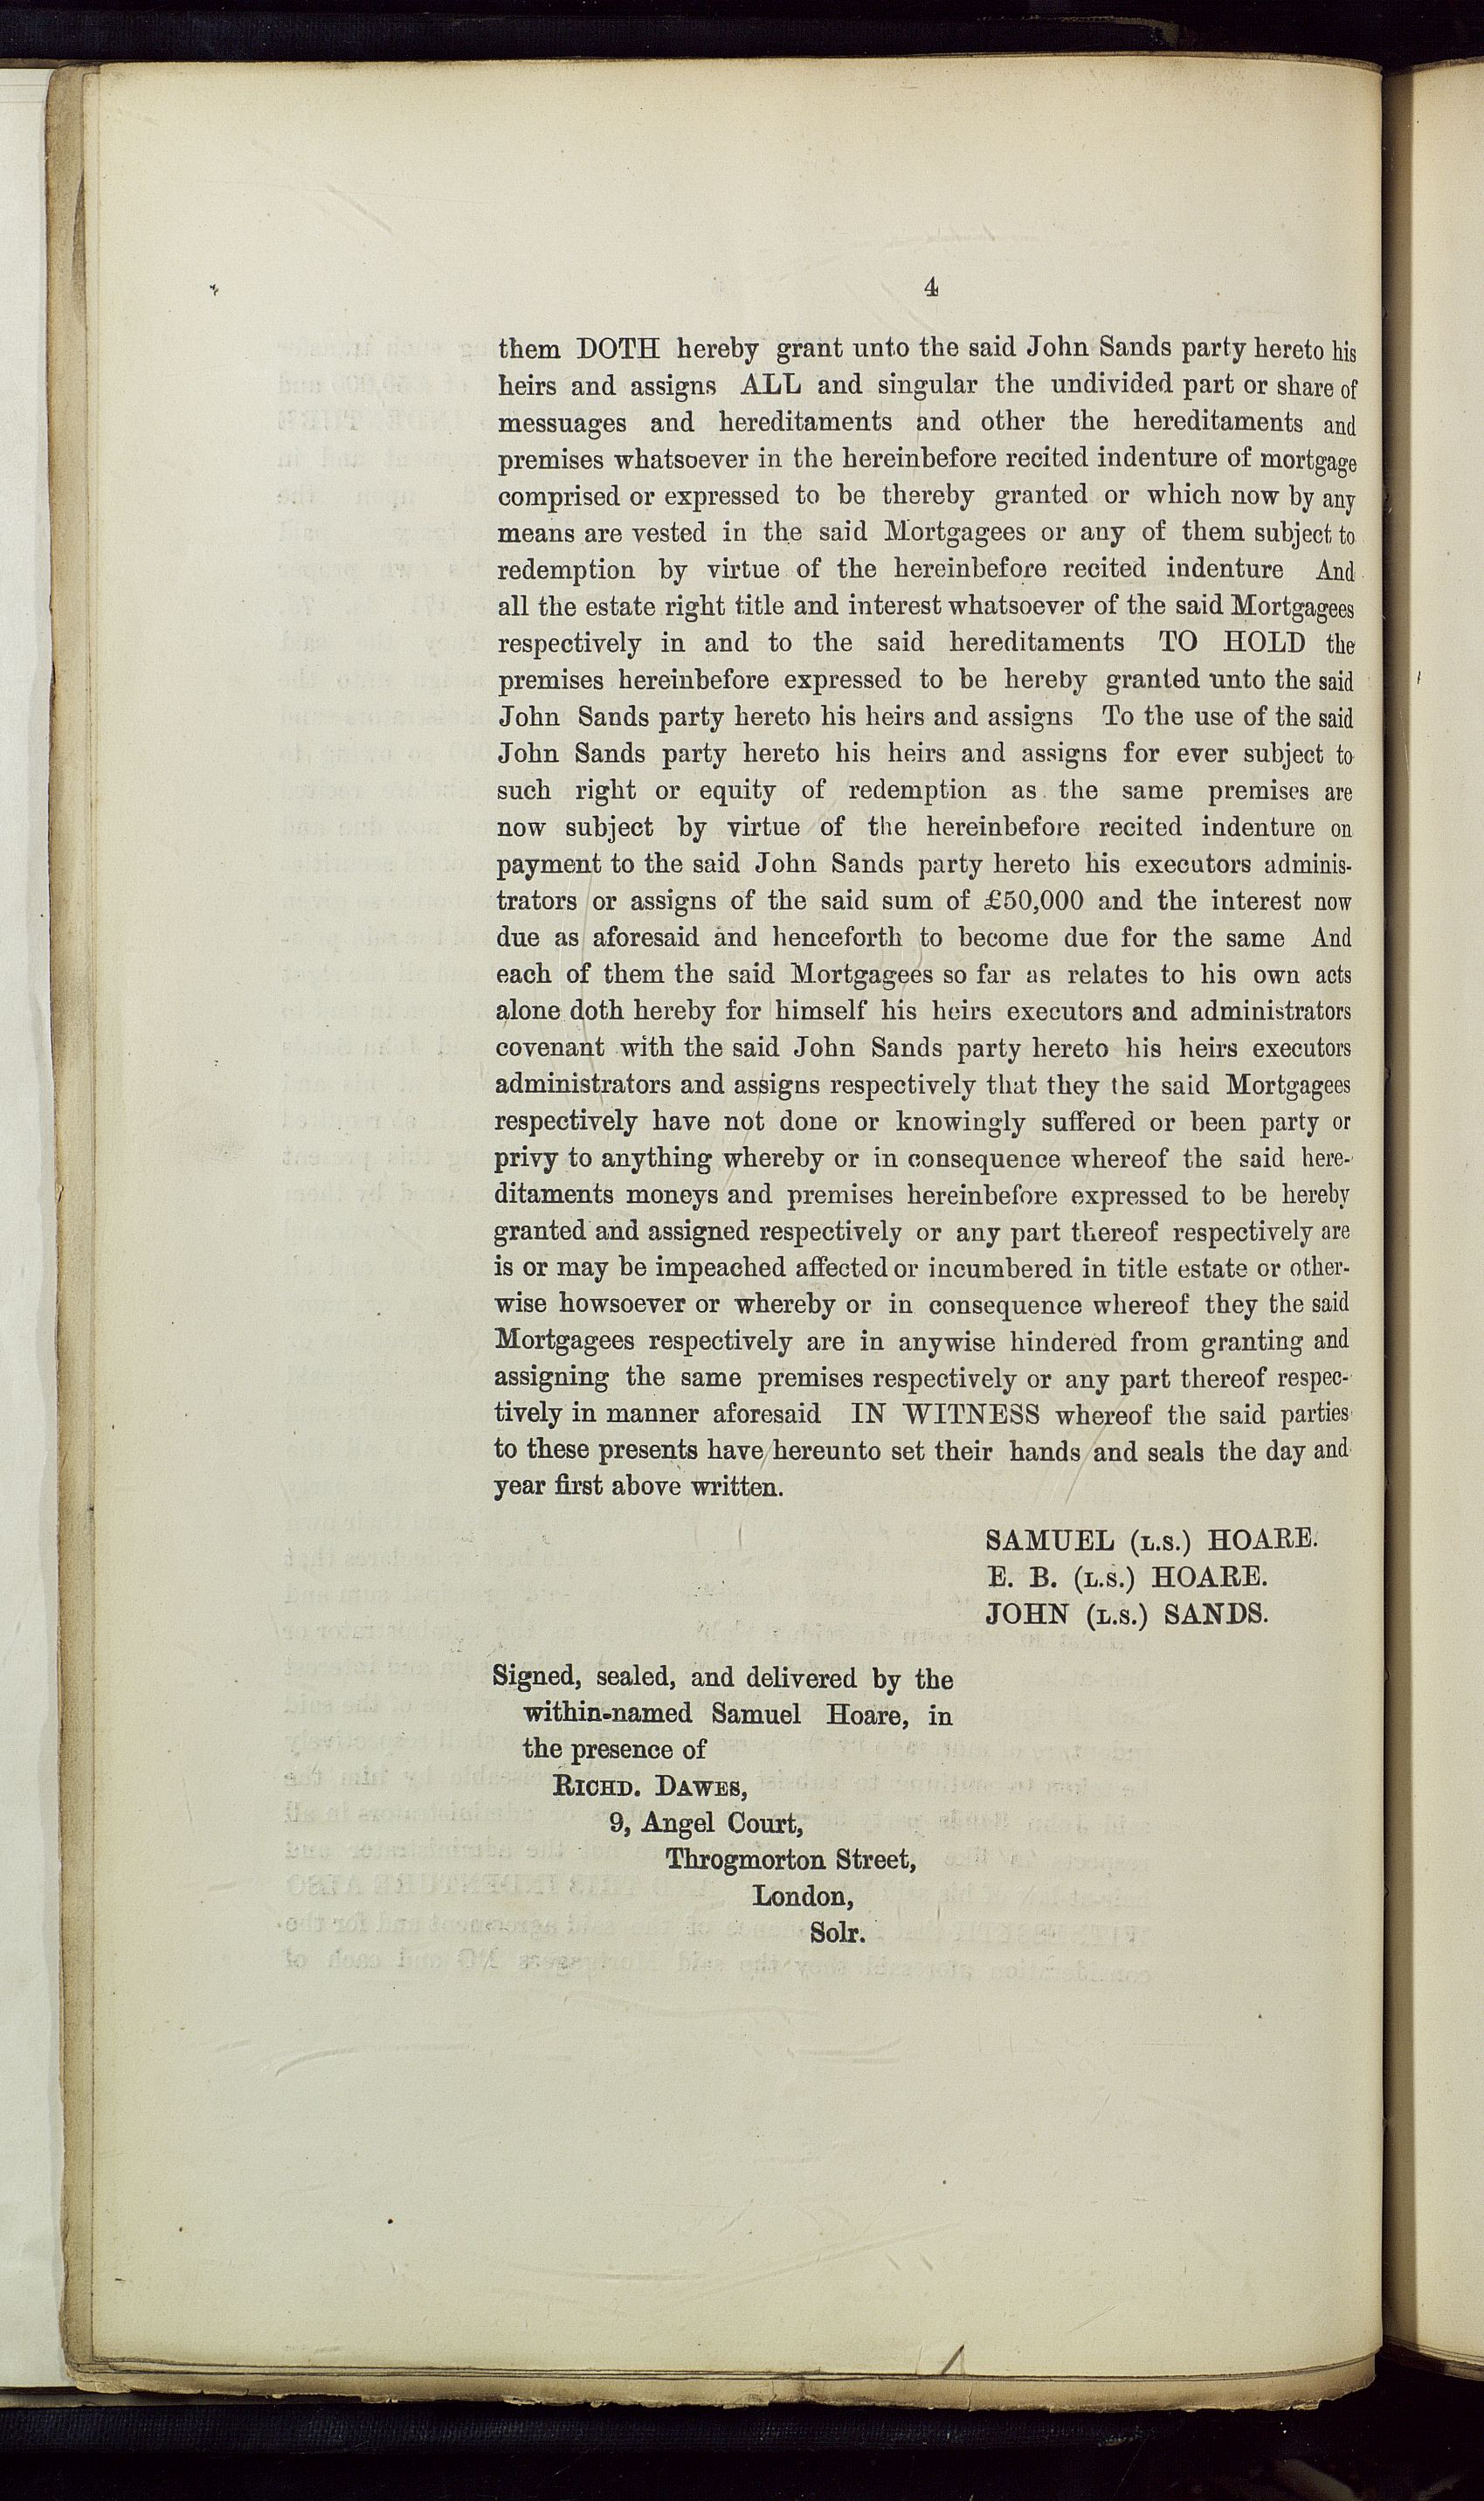 4
them DOTH hereby grant unto the said John Sands party hereto his
heirs and assigns ALL and singular the undivided part or share of
messuages and hereditaments and other the hereditaments and
premises whatsoever in the hereinbefore recited indenture of mortgage
comprised or expressed to be thereby granted or which now by any
means are vested in the said Mortgagees or any of them subject to
redemption by virtue of the hereinbefore recited indenture And
all the estate right title and interest whatsoever of the said Mortgagees
respectively in and to the said hereditaments TO HOLD the
premises hereinbefore expressed to be hereby granted unto the said
John Sands party hereto his heirs and assigns To the use of the said
John Sands party hereto his heirs and assigns for ever subject to
such right or equity of redemption as the same premises are
now subject by virtue of the hereinbefore recited indenture on
payment to the said John Sands party hereto his executors adminis-
trators or assigns of the said sum of £50,000 and the interest now
due as aforesaid and henceforth to become due for the same And
each of them the said Mortgagees so far as relates to his own acts
alone doth hereby for himself his heirs executors and administrators
covenant with the said John Sands party hereto his heirs executors
administrators and assigns respectively that they the said Mortgagees
respectively have not done or knowingly suffered or been party or
privy to anything whereby or in consequence whereof the said here-
ditaments moneys and premises hereinbefore expressed to be hereby
granted and assigned respectively or any part thereof respectively are
is or may be impeached affected or incumbered in title estate or other-
wise howsoever or whereby or in consequence whereof they the said
Mortgagees respectively are in anywise hindered from granting and
assigning the same premises respectively or any part thereof respec-
tively in manner aforesaid IN WITNESS whereof the said parties
to these presents have hereunto set their hands and seals the day and
year first above written.
SAMUEL (L.S.) HOARE.
E. B. (L.S.) HOARE.
JOHN (L.S.) SANDS.
Signed, sealed, and delivered by the
within-named Samuel Hoare, in
the presence of
RICHD. DAWES,
9, Angel Court,
Throgmorton Street,
London,
Solr.